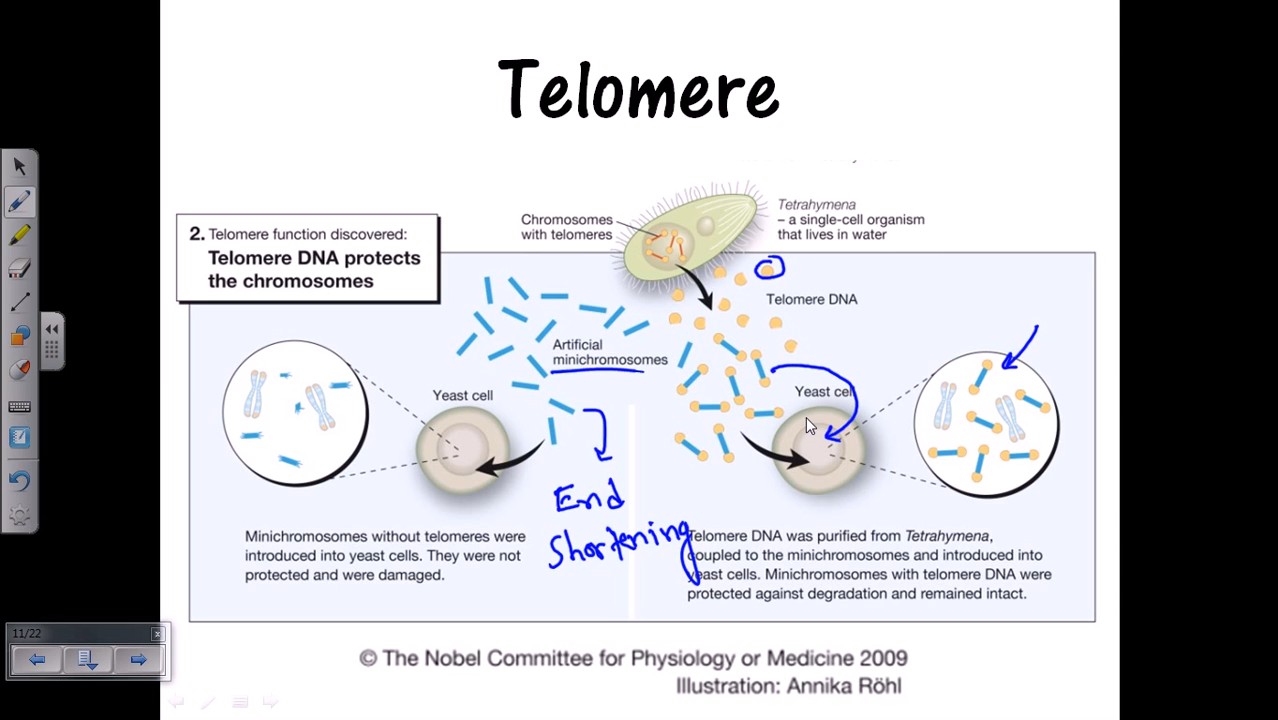 Telomere
Tetrahymena
– a single-cell organism
that lives in water
Chromosomes
with telomeres
2. Telomere function discovered:
Telomere DNA protects
the chromosomes
Telomere DNA
Artificial
minichromosomes
Yeast cell
Yeast cell
End
Shortening
Minichromosomes without telomeres were
introduced into yeast cells. They were not
protected and were damaged.
Telomere DNA was purified from Tetrahymena,
coupled to the minichromosomes and introduced into
yeast cells. Minichromosomes with telomere DNA were
protected against degradation and remained intact.
11/22
© The Nobel Committee for Physiology or Medicine 2009
Illustration: Annika Röhl